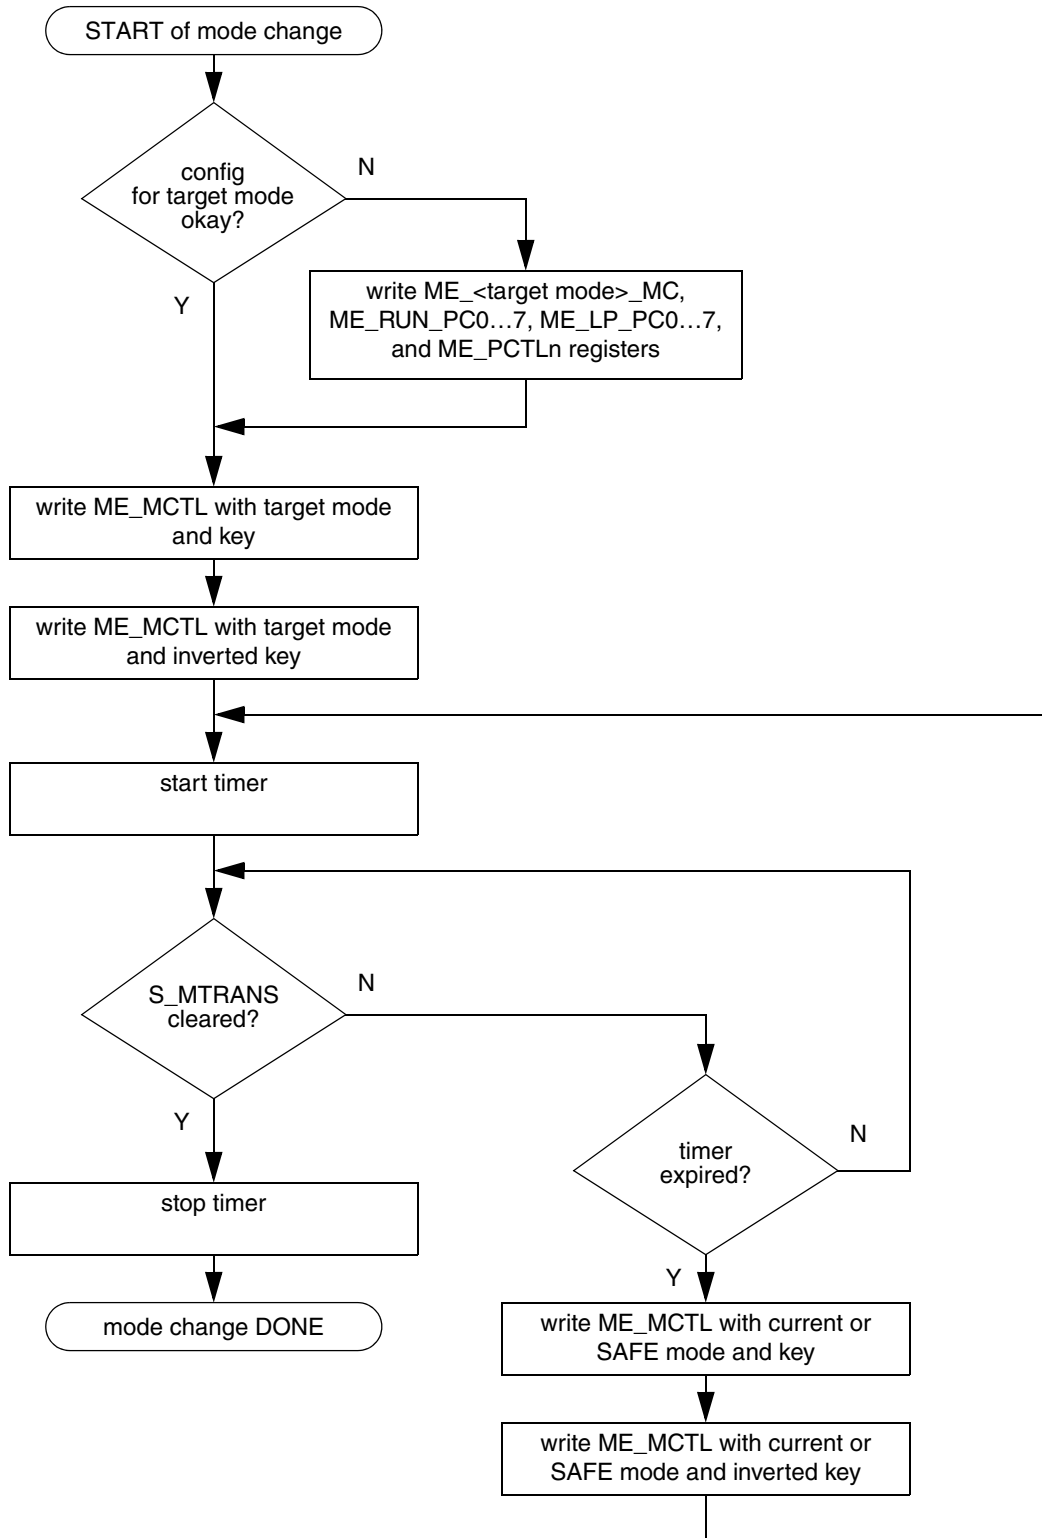 START of mode change
config
for target mode
okay?
N
Y
write ME_<target mode>_MC,
ME_RUN_PC0…7, ME_LP_PC0…7,
and ME_PCTLn registers
write ME_MCTL with target mode
and key
write ME_MCTL with target mode
and inverted key
start timer
S_MTRANS
cleared?
N
Y
timer
expired?
N
Y
stop timer
mode change DONE
write ME_MCTL with current or
SAFE mode and key
write ME_MCTL with current or
SAFE mode and inverted key